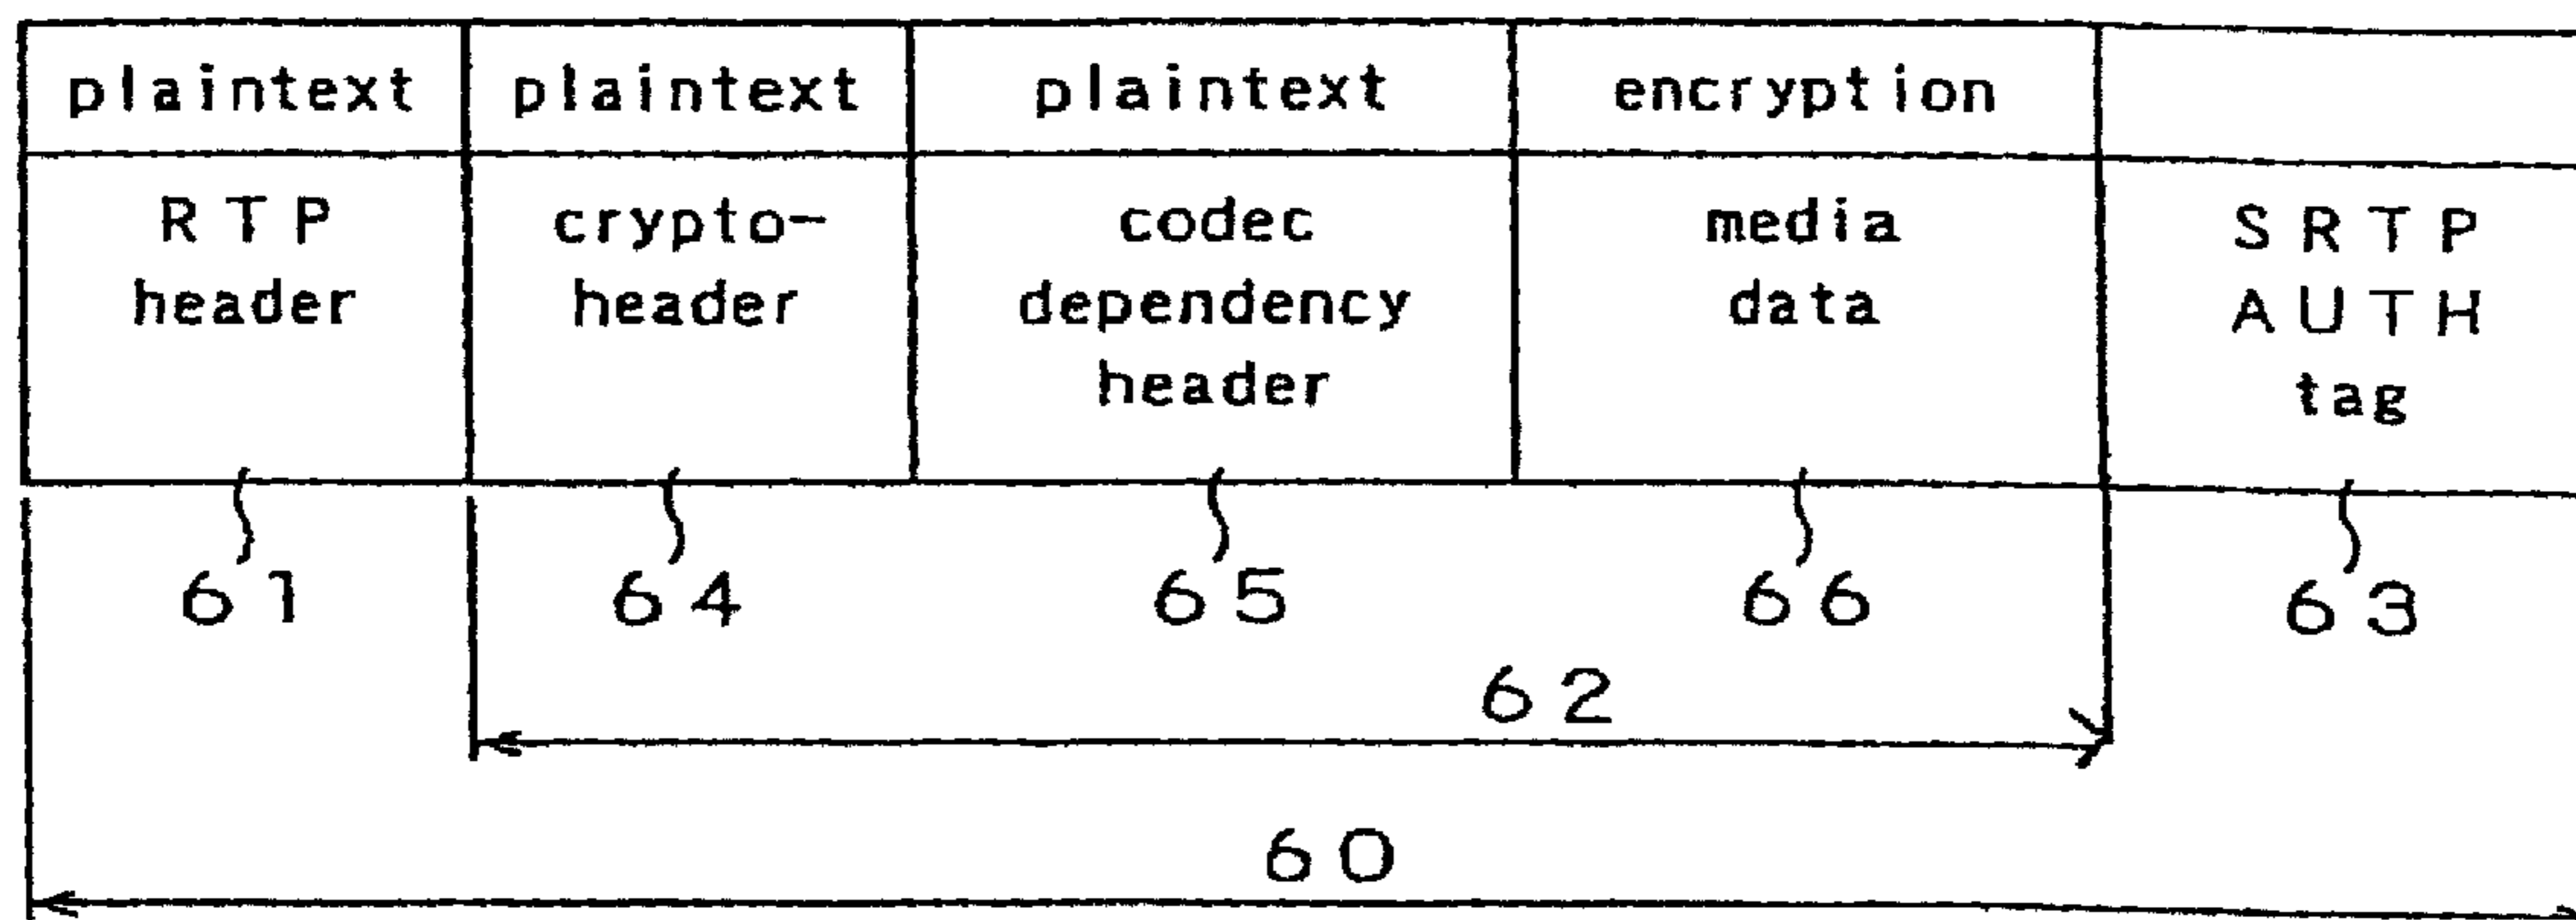 plaintext plaintext plaintext encryption
RTP header
crypto-
header
codec
dependency
header
media
data
SRTP
AUTH
tag
61 64 65 66 63
62
60